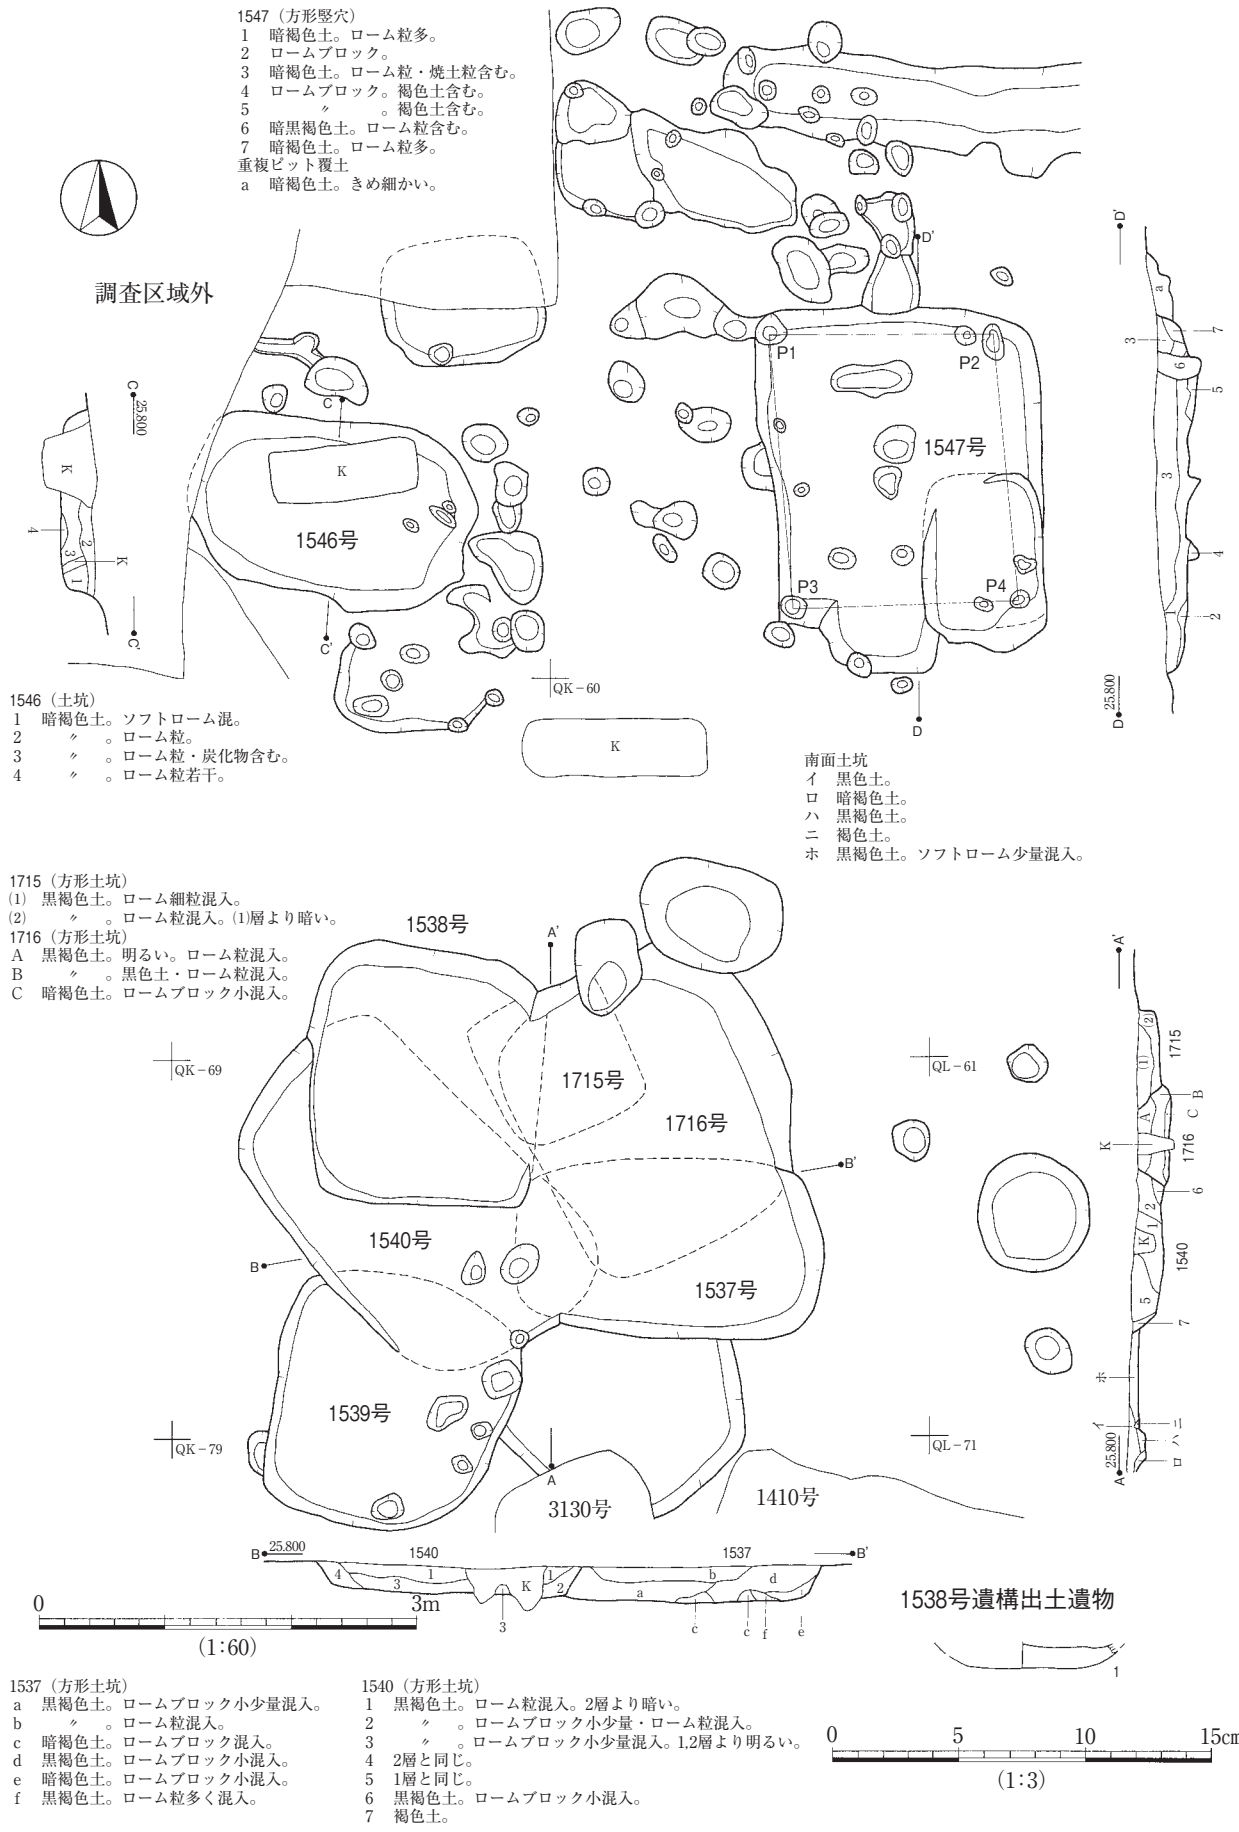 1547（方形竪穴）
1 暗褐色土。ローム粒多。
2 ロームブロック。
3 暗褐色土。ローム粒・焼土粒含む。
4 ロームブロック。褐色土含む。
5 〃 。褐色土含む。
6 暗黒褐色土。ローム粒含む。
7 暗褐色土。ローム粒多。
重複ピット覆土
a 暗褐色土。きめ細かい。
調査区域外
D'
D'
a
7
3
6
5
3
4
1
2
25.800
D
P1
P2
1547号
P3
P4
D
C
25.800
K
4
2
3
K
1
C'
C
K
1546号
C'
QK-60
K
1546（土坑）
1 暗褐色土。ソフトローム混。
2 〃 。ローム粒。
3 〃 。ローム粒・炭化物含む。
4 〃 。ローム粒若干。
南面土坑
イ 黒色土。
ロ 暗褐色土。
ハ 黒褐色土。
ニ 褐色土。
ホ 黒褐色土。ソフトローム少量混入。
1715（方形土坑）
⑴ 黒褐色土。ローム細粒混入。
⑵ 〃 。ローム粒混入。⑴層より暗い。
1716（方形土坑）
A 黒褐色土。明るい。ローム粒混入。
B 〃 。黒色土・ローム粒混入。
C 暗褐色土。ロームブロック小混入。
1538号
A'
QK-69
1715号
1716号
QL-61
B'
1540号
B
1537号
1539号
QK-79
QL-71
A
3130号
1410号
A'
(2)
(1)
1715
B
A
C
K
1716
6
2
1
K
1540
5
7
ホ
イ
ニ
ハ
ロ
25.800
A
B 25.800
1540
1537
B'
4
1
3
K
1
2
a
b
d
3
c
c
f
e
0 3m
(1:60)
1538号遺構出土遺物
1
1537（方形土坑）
a 黒褐色土。ロームブロック小少量混入。
b 〃 。ローム粒混入。
c 暗褐色土。ロームブロック混入。
d 黒褐色土。ロームブロック小混入。
e 暗褐色土。ロームブロック小混入。
f 黒褐色土。ローム粒多く混入。
1540（方形土坑）
1 黒褐色土。ローム粒混入。2層より暗い。
2 〃 。ロームブロック小少量・ローム粒混入。
3 〃 。ロームブロック小少量混入。1,2層より明るい。
4 2層と同じ。
5 1層と同じ。
6 黒褐色土。ロームブロック小混入。
7 褐色土。
0 5 10 15cm
(1:3)